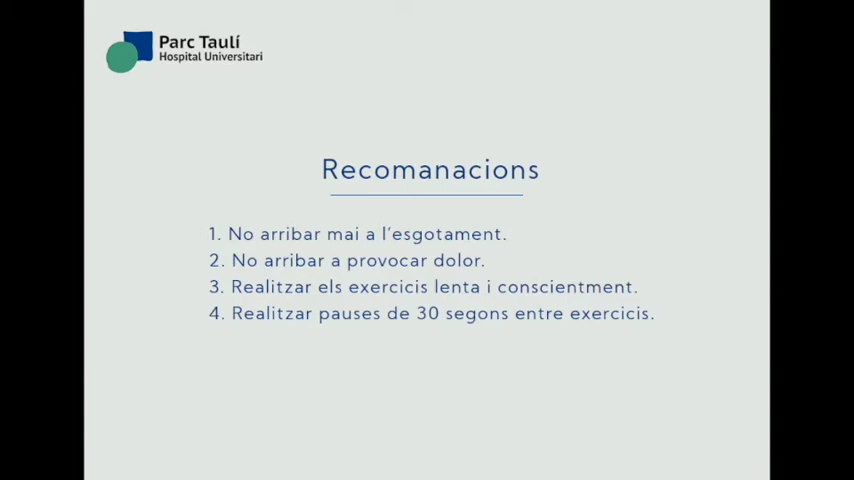 Parc Taulí
Hospital Universitari
Recomanacions
1. No arribar mai a l'esgotament.
2. No arribar a provocar dolor.
3. Realitzar els exercicis lenta i conscientment.
4. Realitzar pauses de 30 segons entre exercicis.